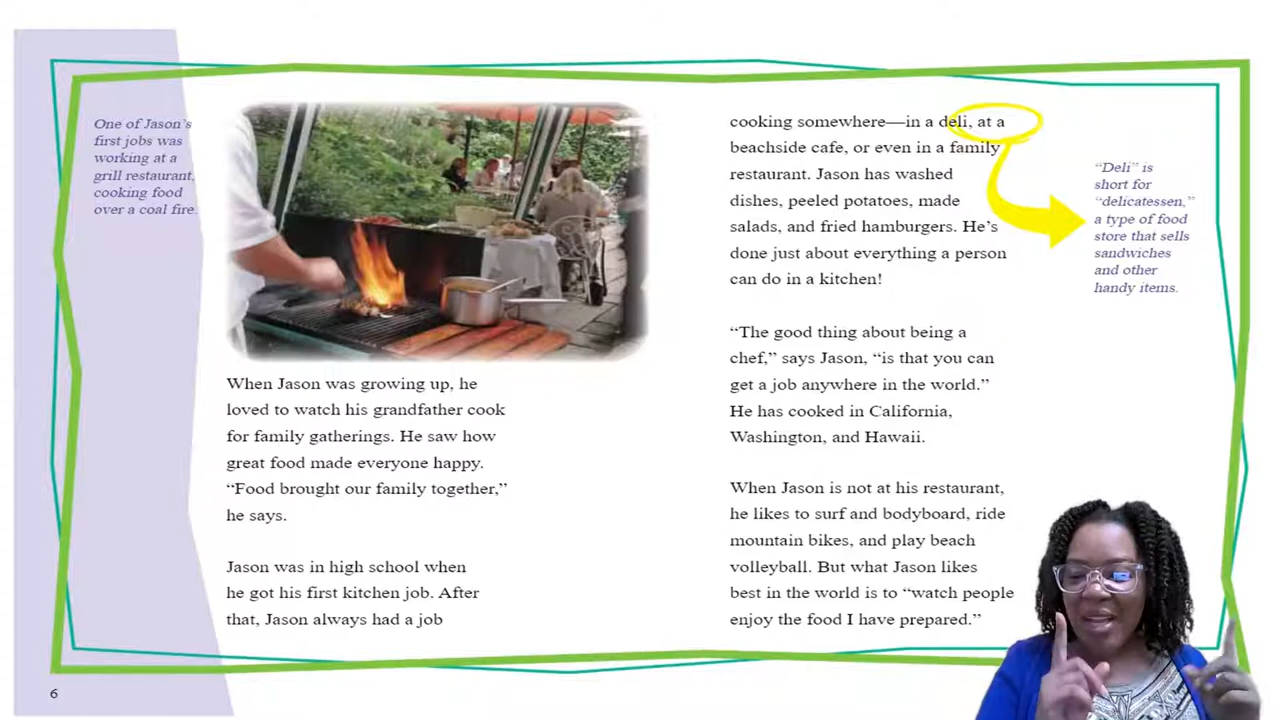 One of Jason's
first jobs was
working at a
grill restaurant,
cooking food
over a coal fire.
When Jason was growing up, he
loved to watch his grandfather cook
for family gatherings. He saw how
great food made everyone happy.
“Food brought our family together,”
he says.
Jason was in high school when
he got his first kitchen job. After
that, Jason always had a job
6
cooking somewhere—in a deli, at a
beachside cafe, or even in a family
restaurant. Jason has washed
dishes, peeled potatoes, made
salads, and fried hamburgers. He’s
done just about everything a person
can do in a kitchen!
“The good thing about being a
chef,” says Jason, “is that you can
get a job anywhere in the world.”
He has cooked in California,
Washington, and Hawaii.
When Jason is not at his restaurant,
he likes to surf and bodyboard, ride
mountain bikes, and play beach
volleyball. But what Jason likes
best in the world is to “watch people
enjoy the food I have prepared.”
“Deli” is
short for
“delicatessen,”
a type of food
store that sells
sandwiches
and other
handy items.